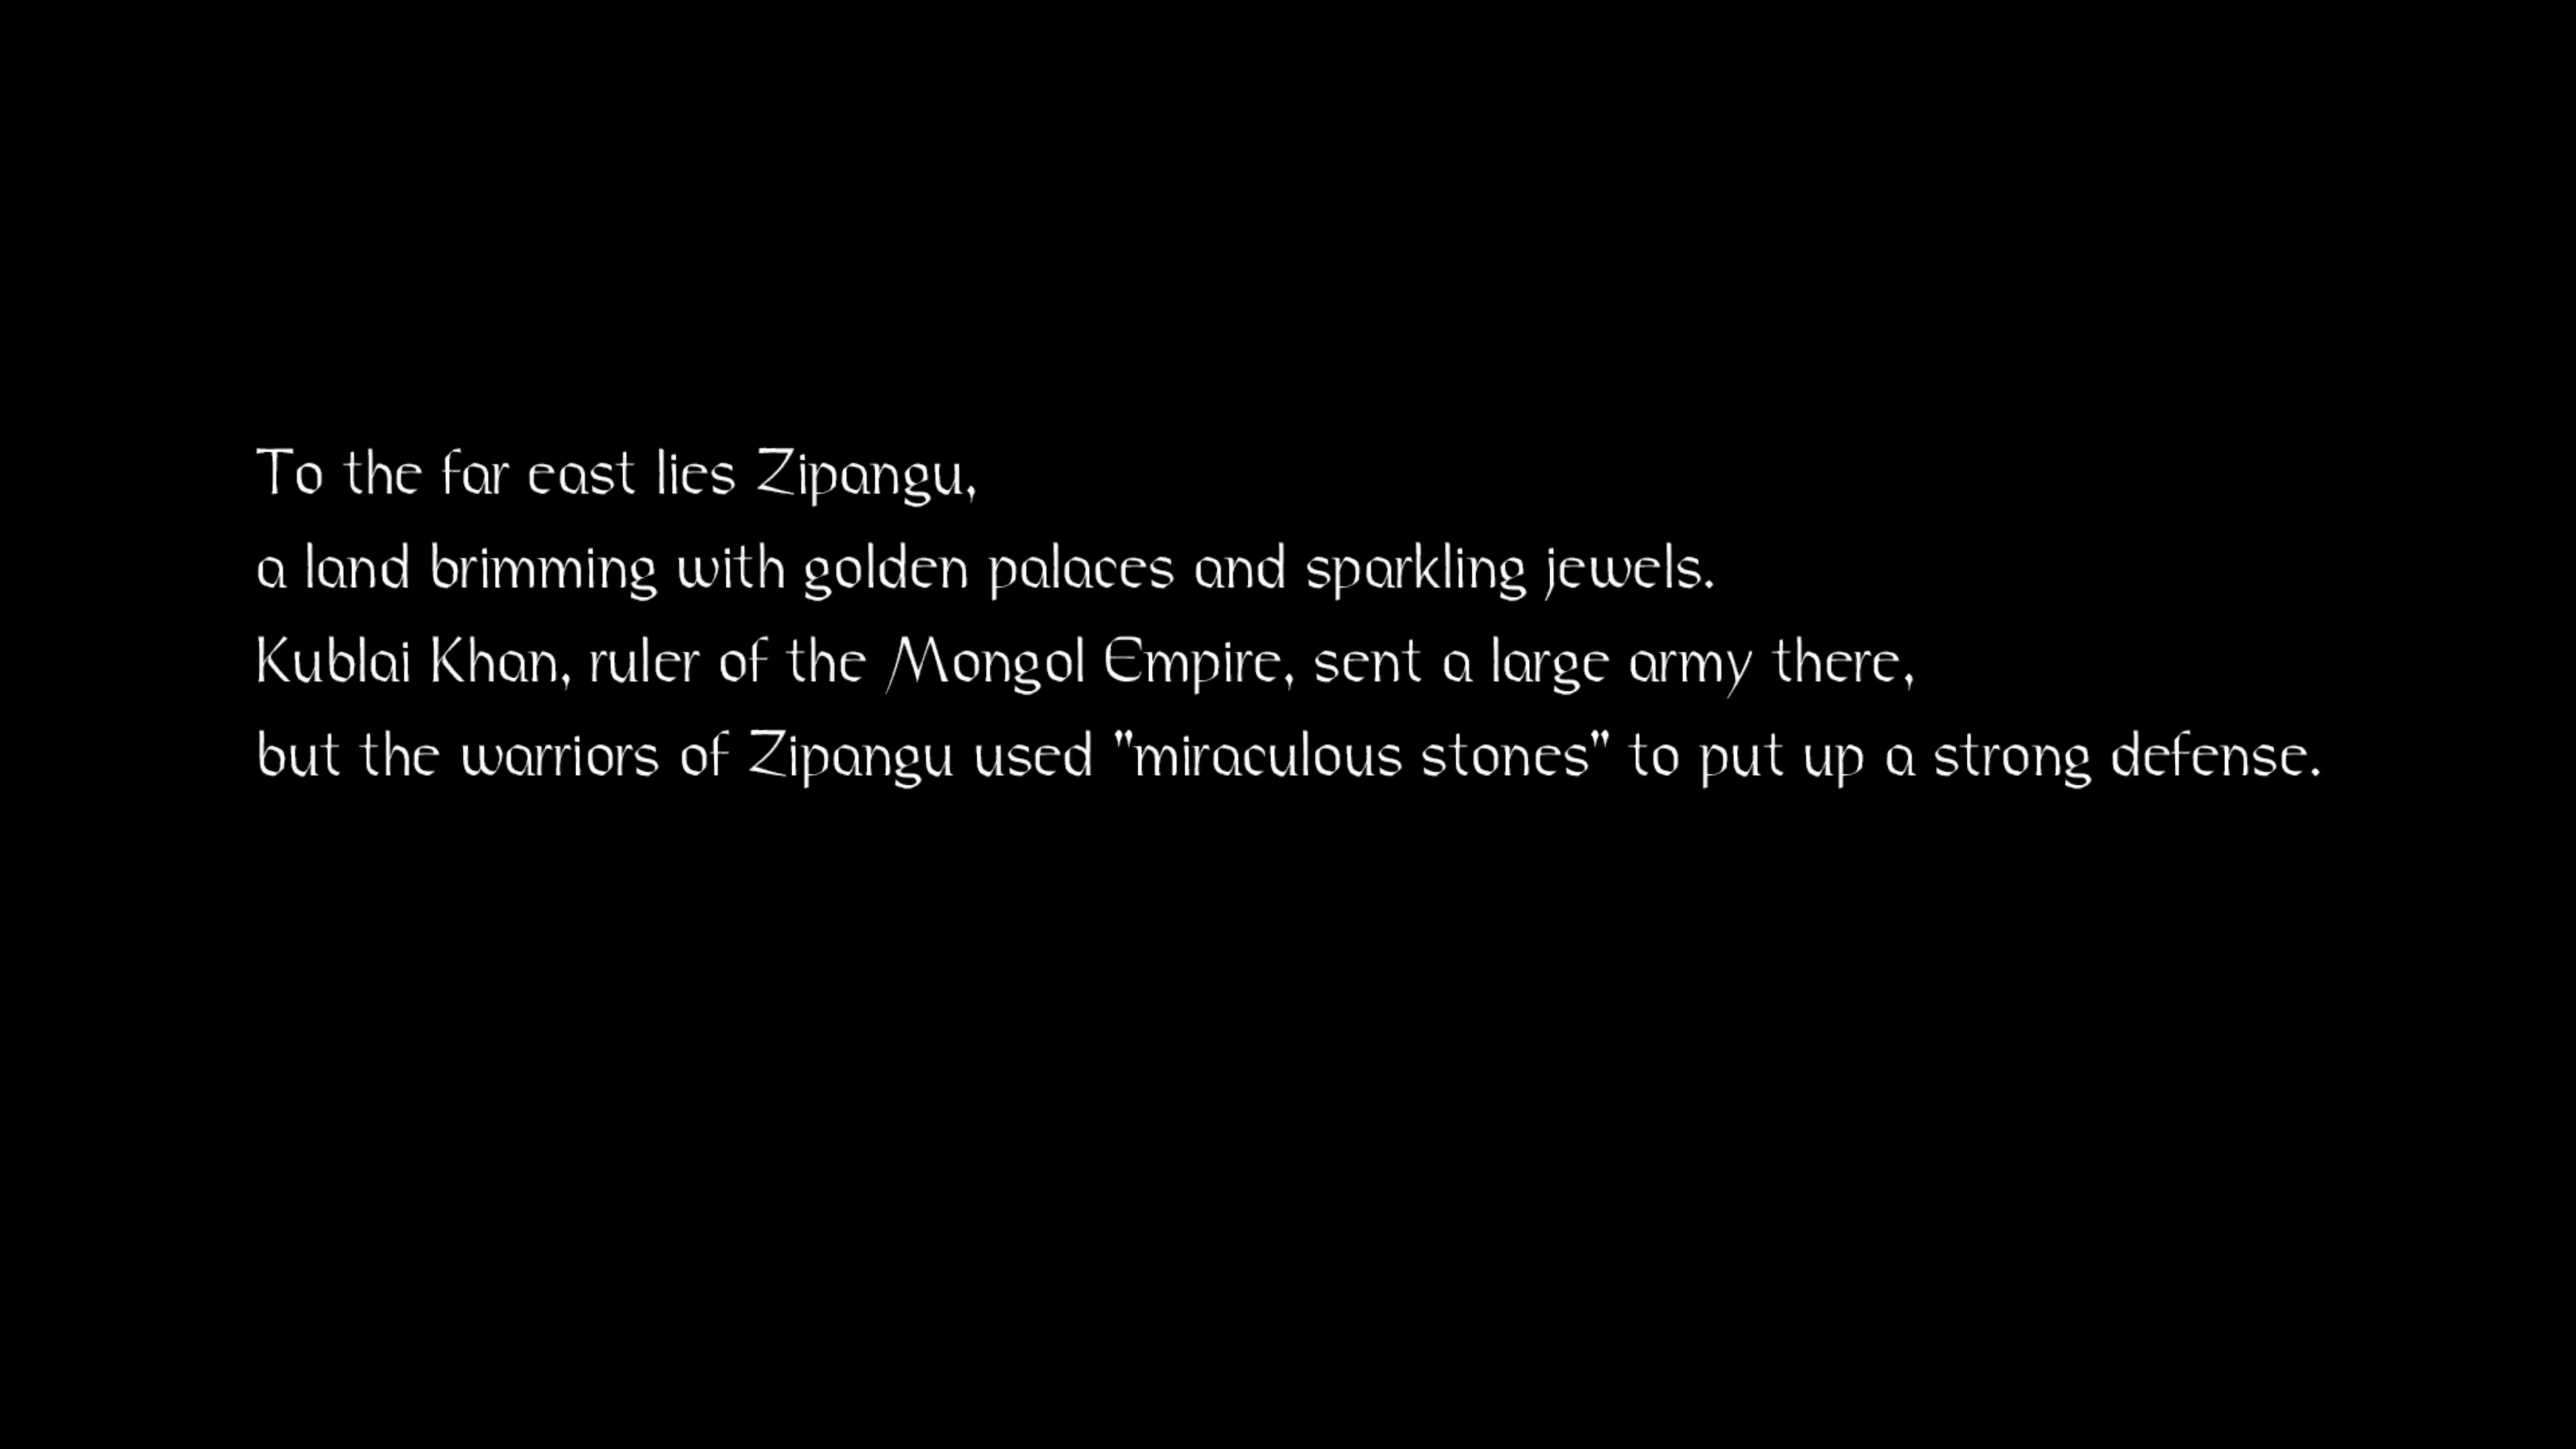 To the far east lies Zipangu,
a land brimming with golden palaces and sparkling jewels.
Kublai Khan, ruler of the Mongol Empire, sent a large army there,
but the warriors of Zipangu used "miraculous stones" to put up a strong defense.